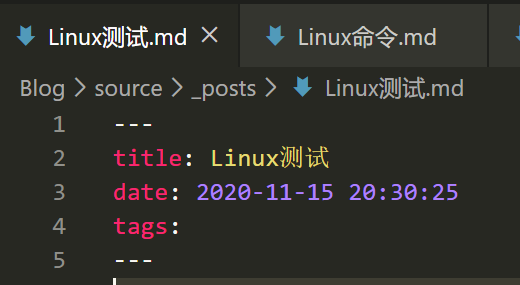 Linux测试.md × Linux命令.md
Blog > source > _posts > Linux测试.md
1 ---
2 title: Linux测试
3 date: 2020-11-15 20:30:25
4 tags:
5 ---